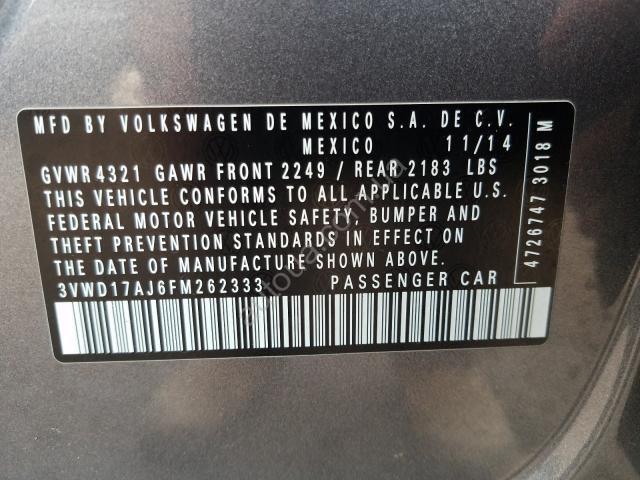 MFD BY VOLKSWAGEN DE MEXICO S.A. DE C.V.
MEXICO 11/14
GVWR 4321 GAWR FRONT 2249 / REAR 2183 LBS
THIS VEHICLE CONFORMS TO ALL APPLICABLE U.S.
FEDERAL MOTOR VEHICLE SAFETY, BUMPER AND
THEFT PREVENTION STANDARDS IN EFFECT ON
THE DATE OF MANUFACTURE SHOWN ABOVE.
3VWD17AJ6FM262333 PASSENGER CAR
4726747 3018 M